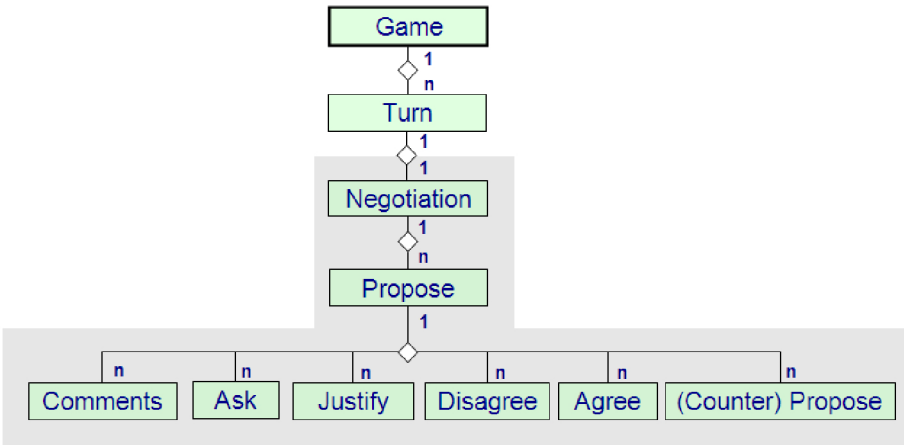 Game
1
n
Turn
1
1
Negotiation
1
n
Propose
1
n n n n n n
Comments Ask Justify Disagree Agree (Counter) Propose